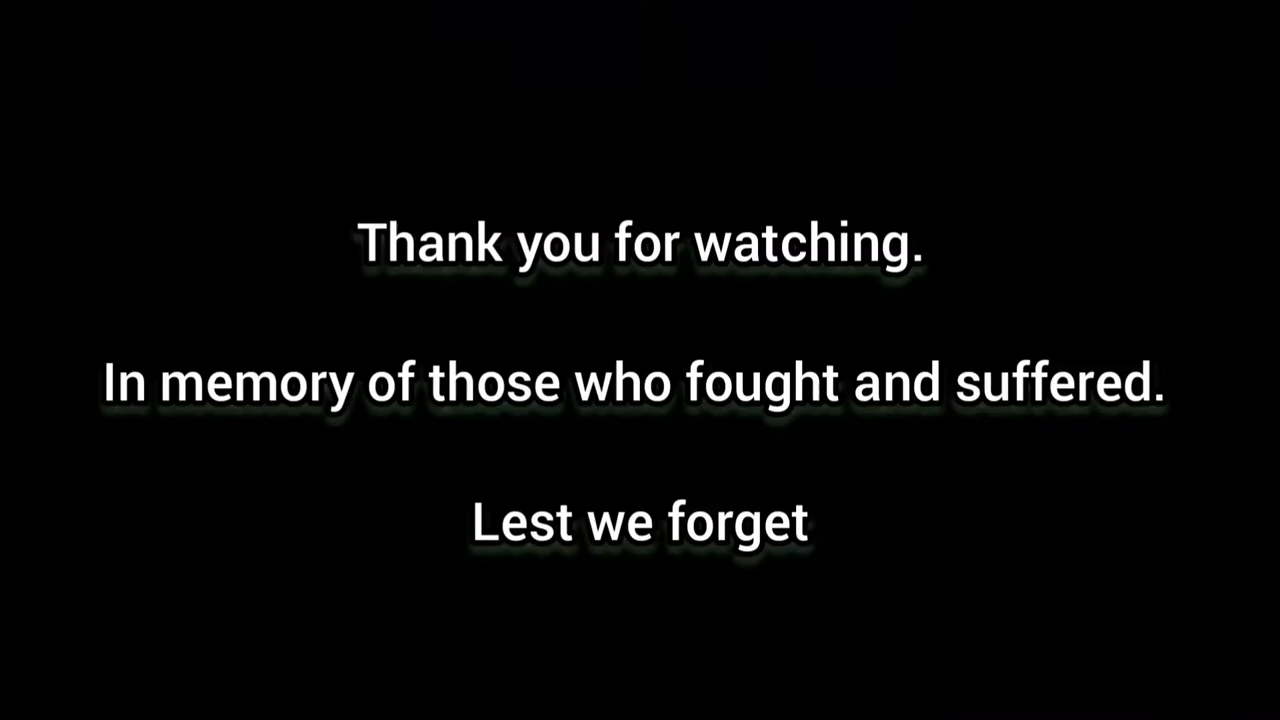 Thank you for watching.
In memory of those who fought and suffered.
Lest we forget